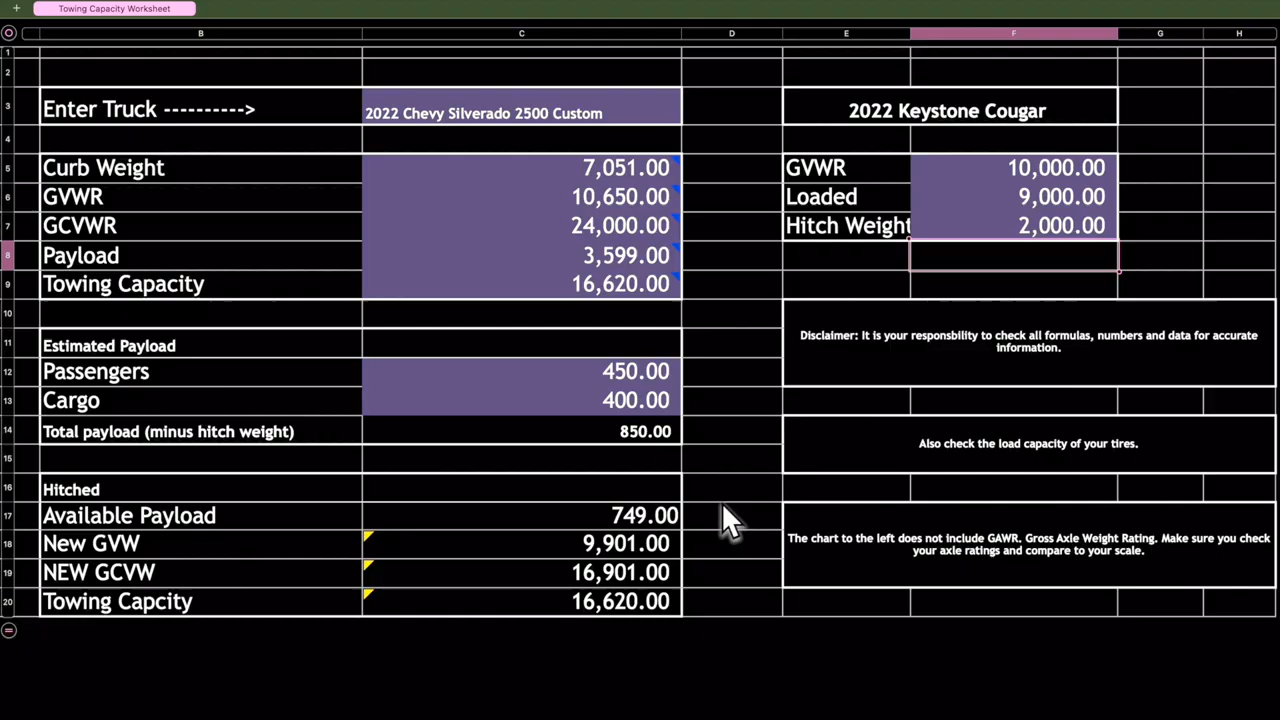 + Towing Capacity Worksheet
B C D E F G H
1
2
3 Enter Truck ----------> 2022 Chevy Silverado 2500 Custom 2022 Keystone Cougar
4
5 Curb Weight 7,051.00 GVWR 10,000.00
6 GVWR 10,650.00 Loaded 9,000.00
7 GCVWR 24,000.00 Hitch Weight 2,000.00
8 Payload 3,599.00
9 Towing Capacity 16,620.00
10
11 Estimated Payload
Disclaimer: It is your responsbility to check all formulas, numbers and data for accurate
information.
12 Passengers 450.00
13 Cargo 400.00
14 Total payload (minus hitch weight) 850.00
Also check the load capacity of your tires.
15
16 Hitched
17 Available Payload 749.00
18 New GVW 9,901.00
The chart to the left does not include GAWR. Gross Axle Weight Rating. Make sure you check
your axle ratings and compare to your scale.
19 NEW GCVW 16,901.00
20 Towing Capcity 16,620.00
=